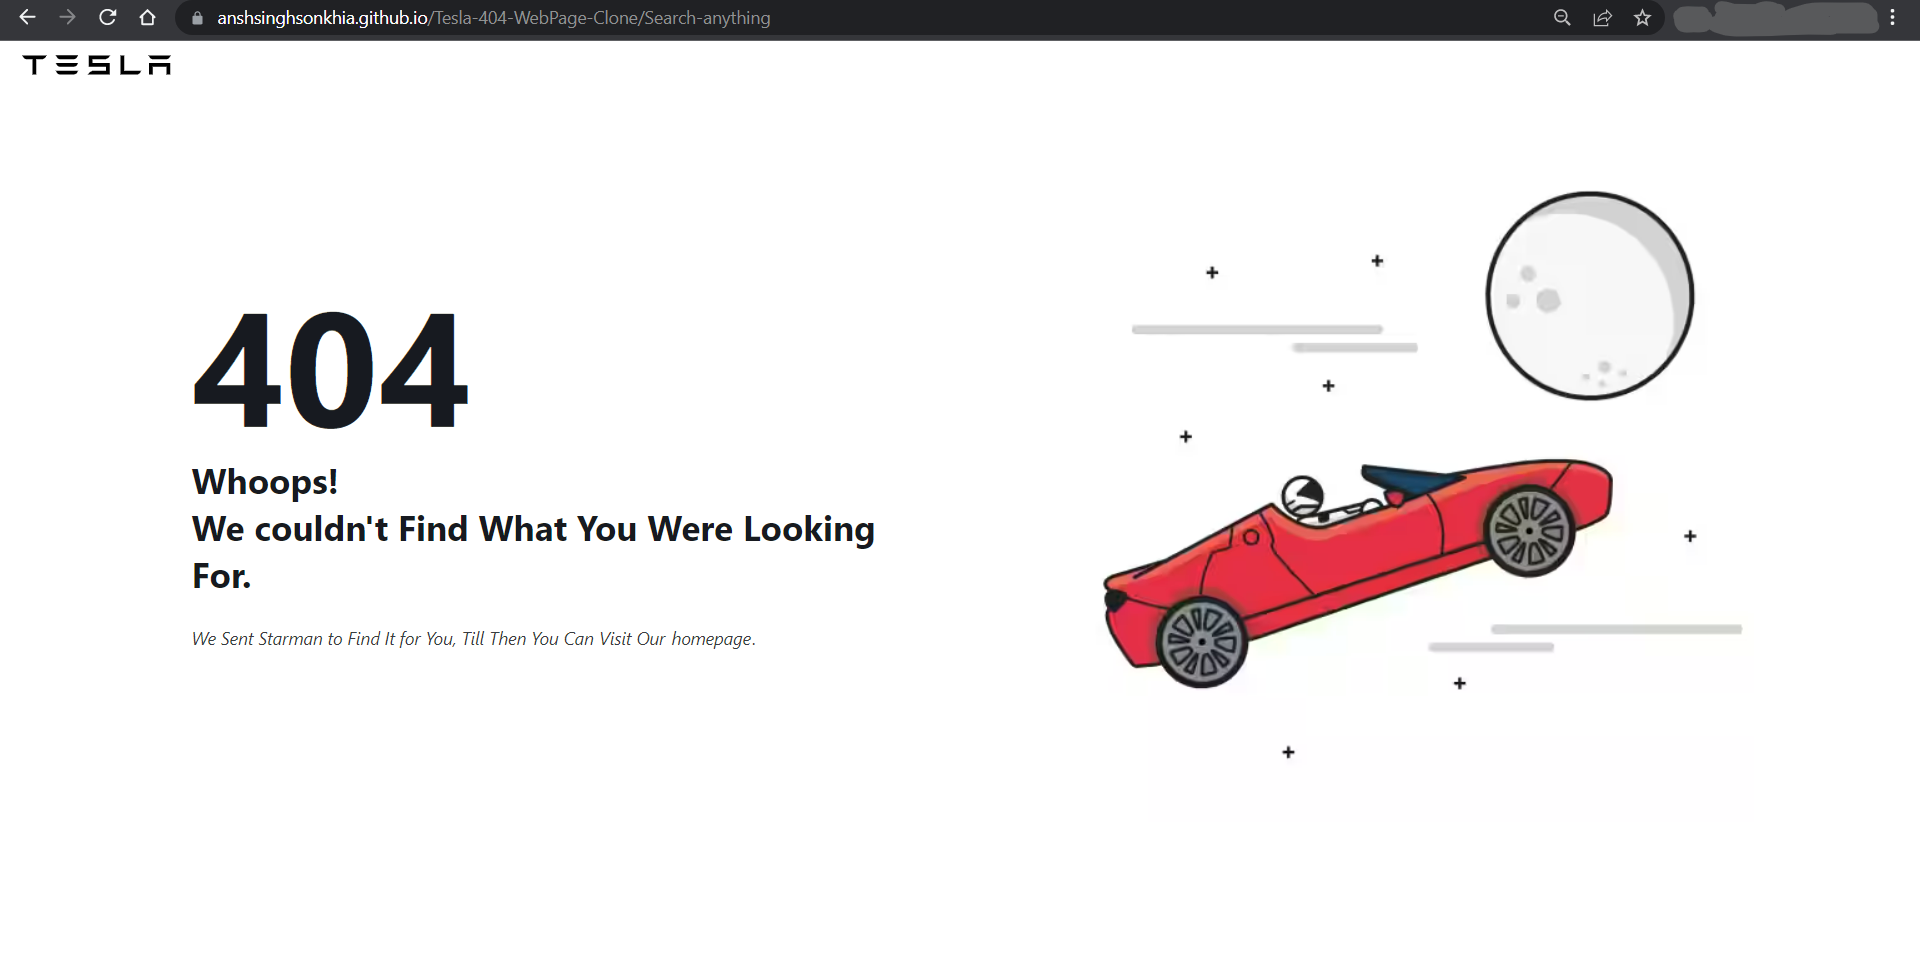 anshsinghsonkhia.github.io/Tesla-404-WebPage-Clone/Search-anything
TESLA
404
Whoops!
We couldn't Find What You Were Looking
For.
We Sent Starman to Find It for You, Till Then You Can Visit Our homepage.